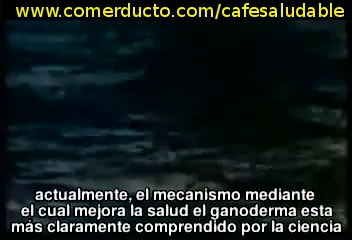 www.comerducto.com/cafesaludable
actualmente, el mecanismo mediante
el cual mejora la salud el ganoderma esta
más claramente comprendido por la ciencia